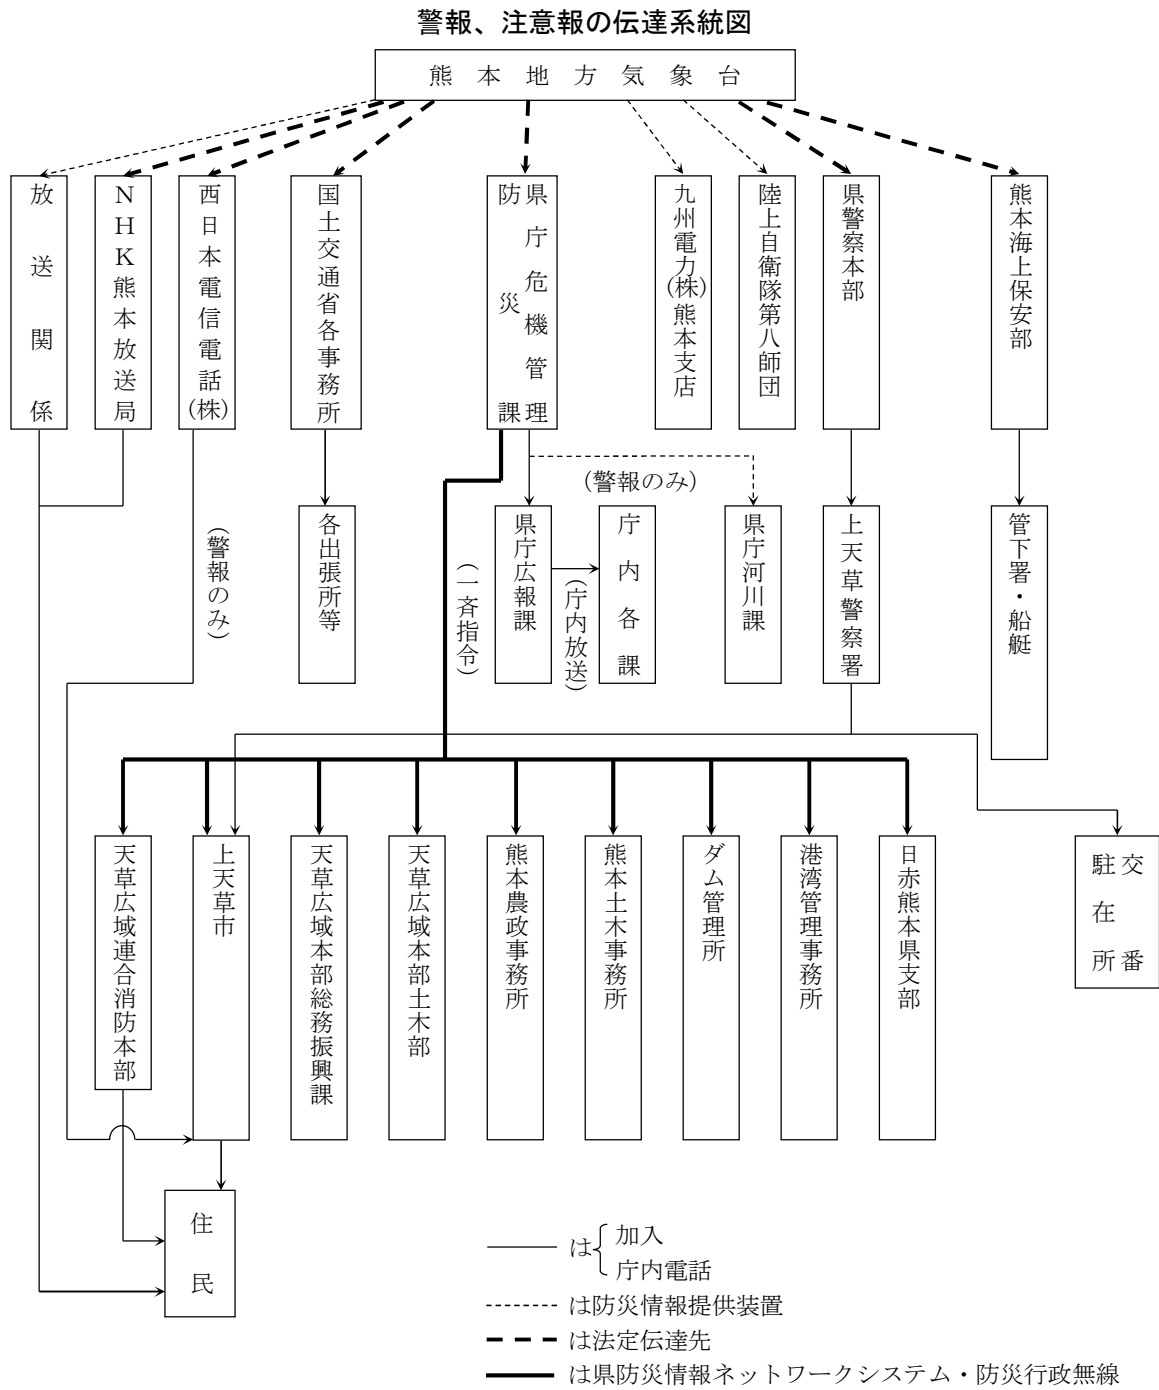 警報、注意報の伝達系統図
熊本地方気象台
放送関係
NHK熊本放送局
西日本電信電話(株)
国土交通省各事務所
県庁危機管理
防災課
九州電力(株)熊本支店
陸上自衛隊第八師団
県警察本部
熊本海上保安部
(警報のみ)
(警報のみ)
各出張所等
(一斉指令)
県庁広報課
(庁内放送)
庁内各課
県庁河川課
上天草警察署
管下署・船艇
天草広域連合消防本部
上天草市
天草広域本部総務振興課
天草広域本部土木部
熊本農政事務所
熊本土木事務所
ダム管理所
港湾管理事務所
日赤熊本県支部
交番
駐在所
住民
は{加入
庁内電話
は防災情報提供装置
は法定伝達先
は県防災情報ネットワークシステム・防災行政無線